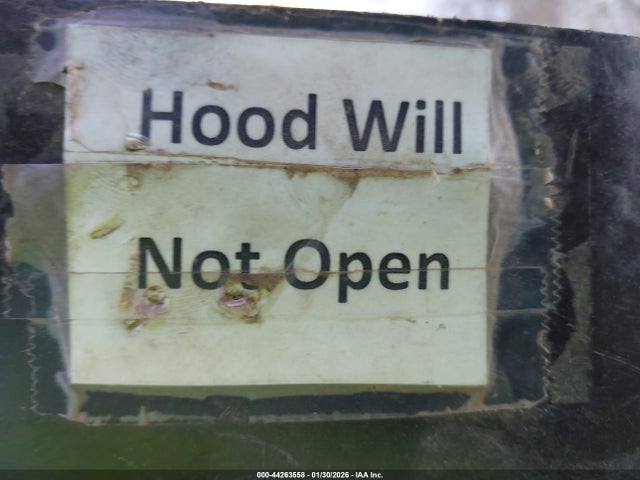 Hood Will
Not Open
000-44263558 - 01/30/2026 - IAA Inc.